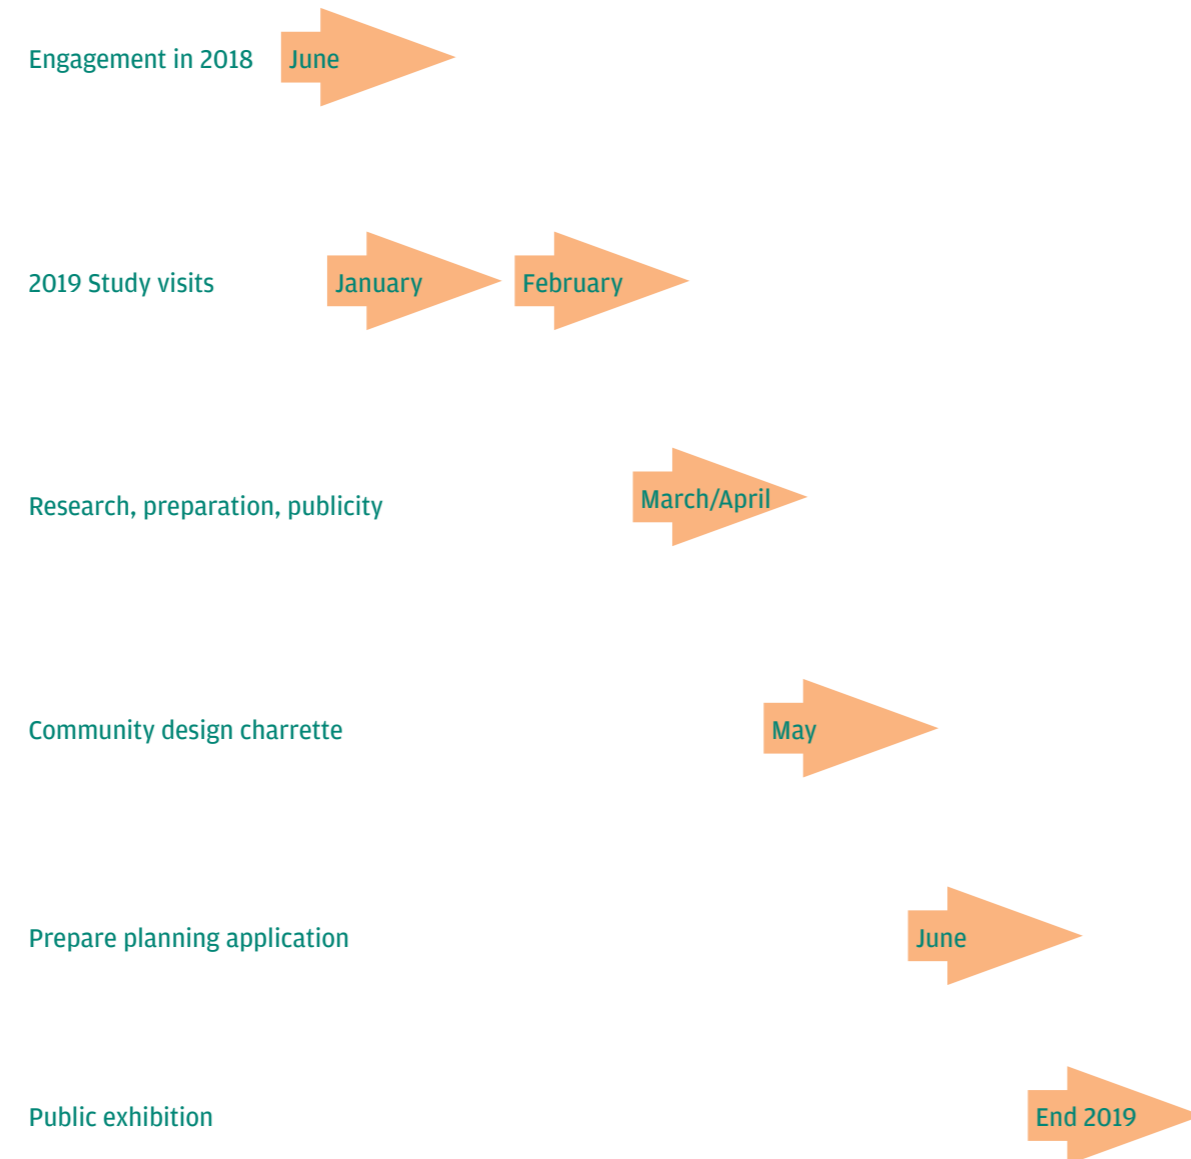 Engagement in 2018 June
2019 Study visits January February
Research, preparation, publicity March/April
Community design charrette May
Prepare planning application June
Public exhibition End 2019